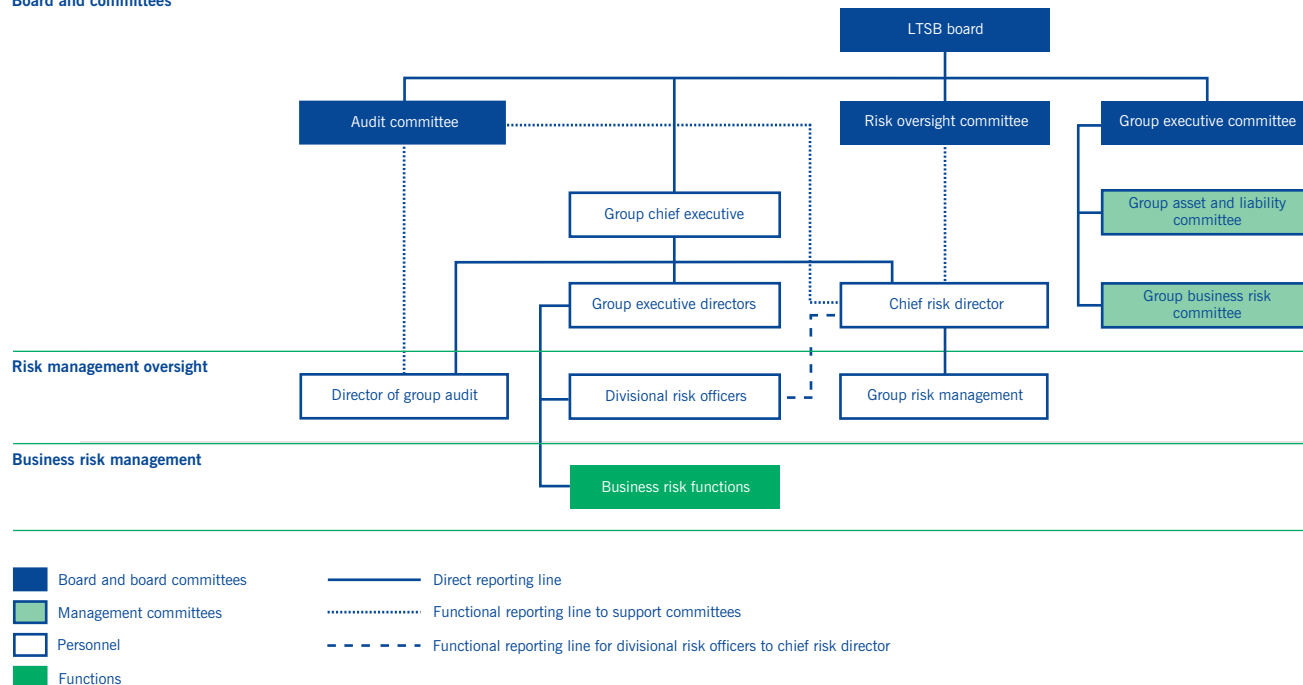 Board and committees
LTSB board
Audit committee
Risk oversight committee
Group executive committee
Group chief executive
Group asset and liability
committee
Group executive directors
Chief risk director
Group business risk
committee
Risk management oversight
Director of group audit
Divisional risk officers
Group risk management
Business risk management
Business risk functions
Board and board committees
Direct reporting line
Management committees
Functional reporting line to support committees
Personnel
Functional reporting line for divisional risk officers to chief risk director
Functions